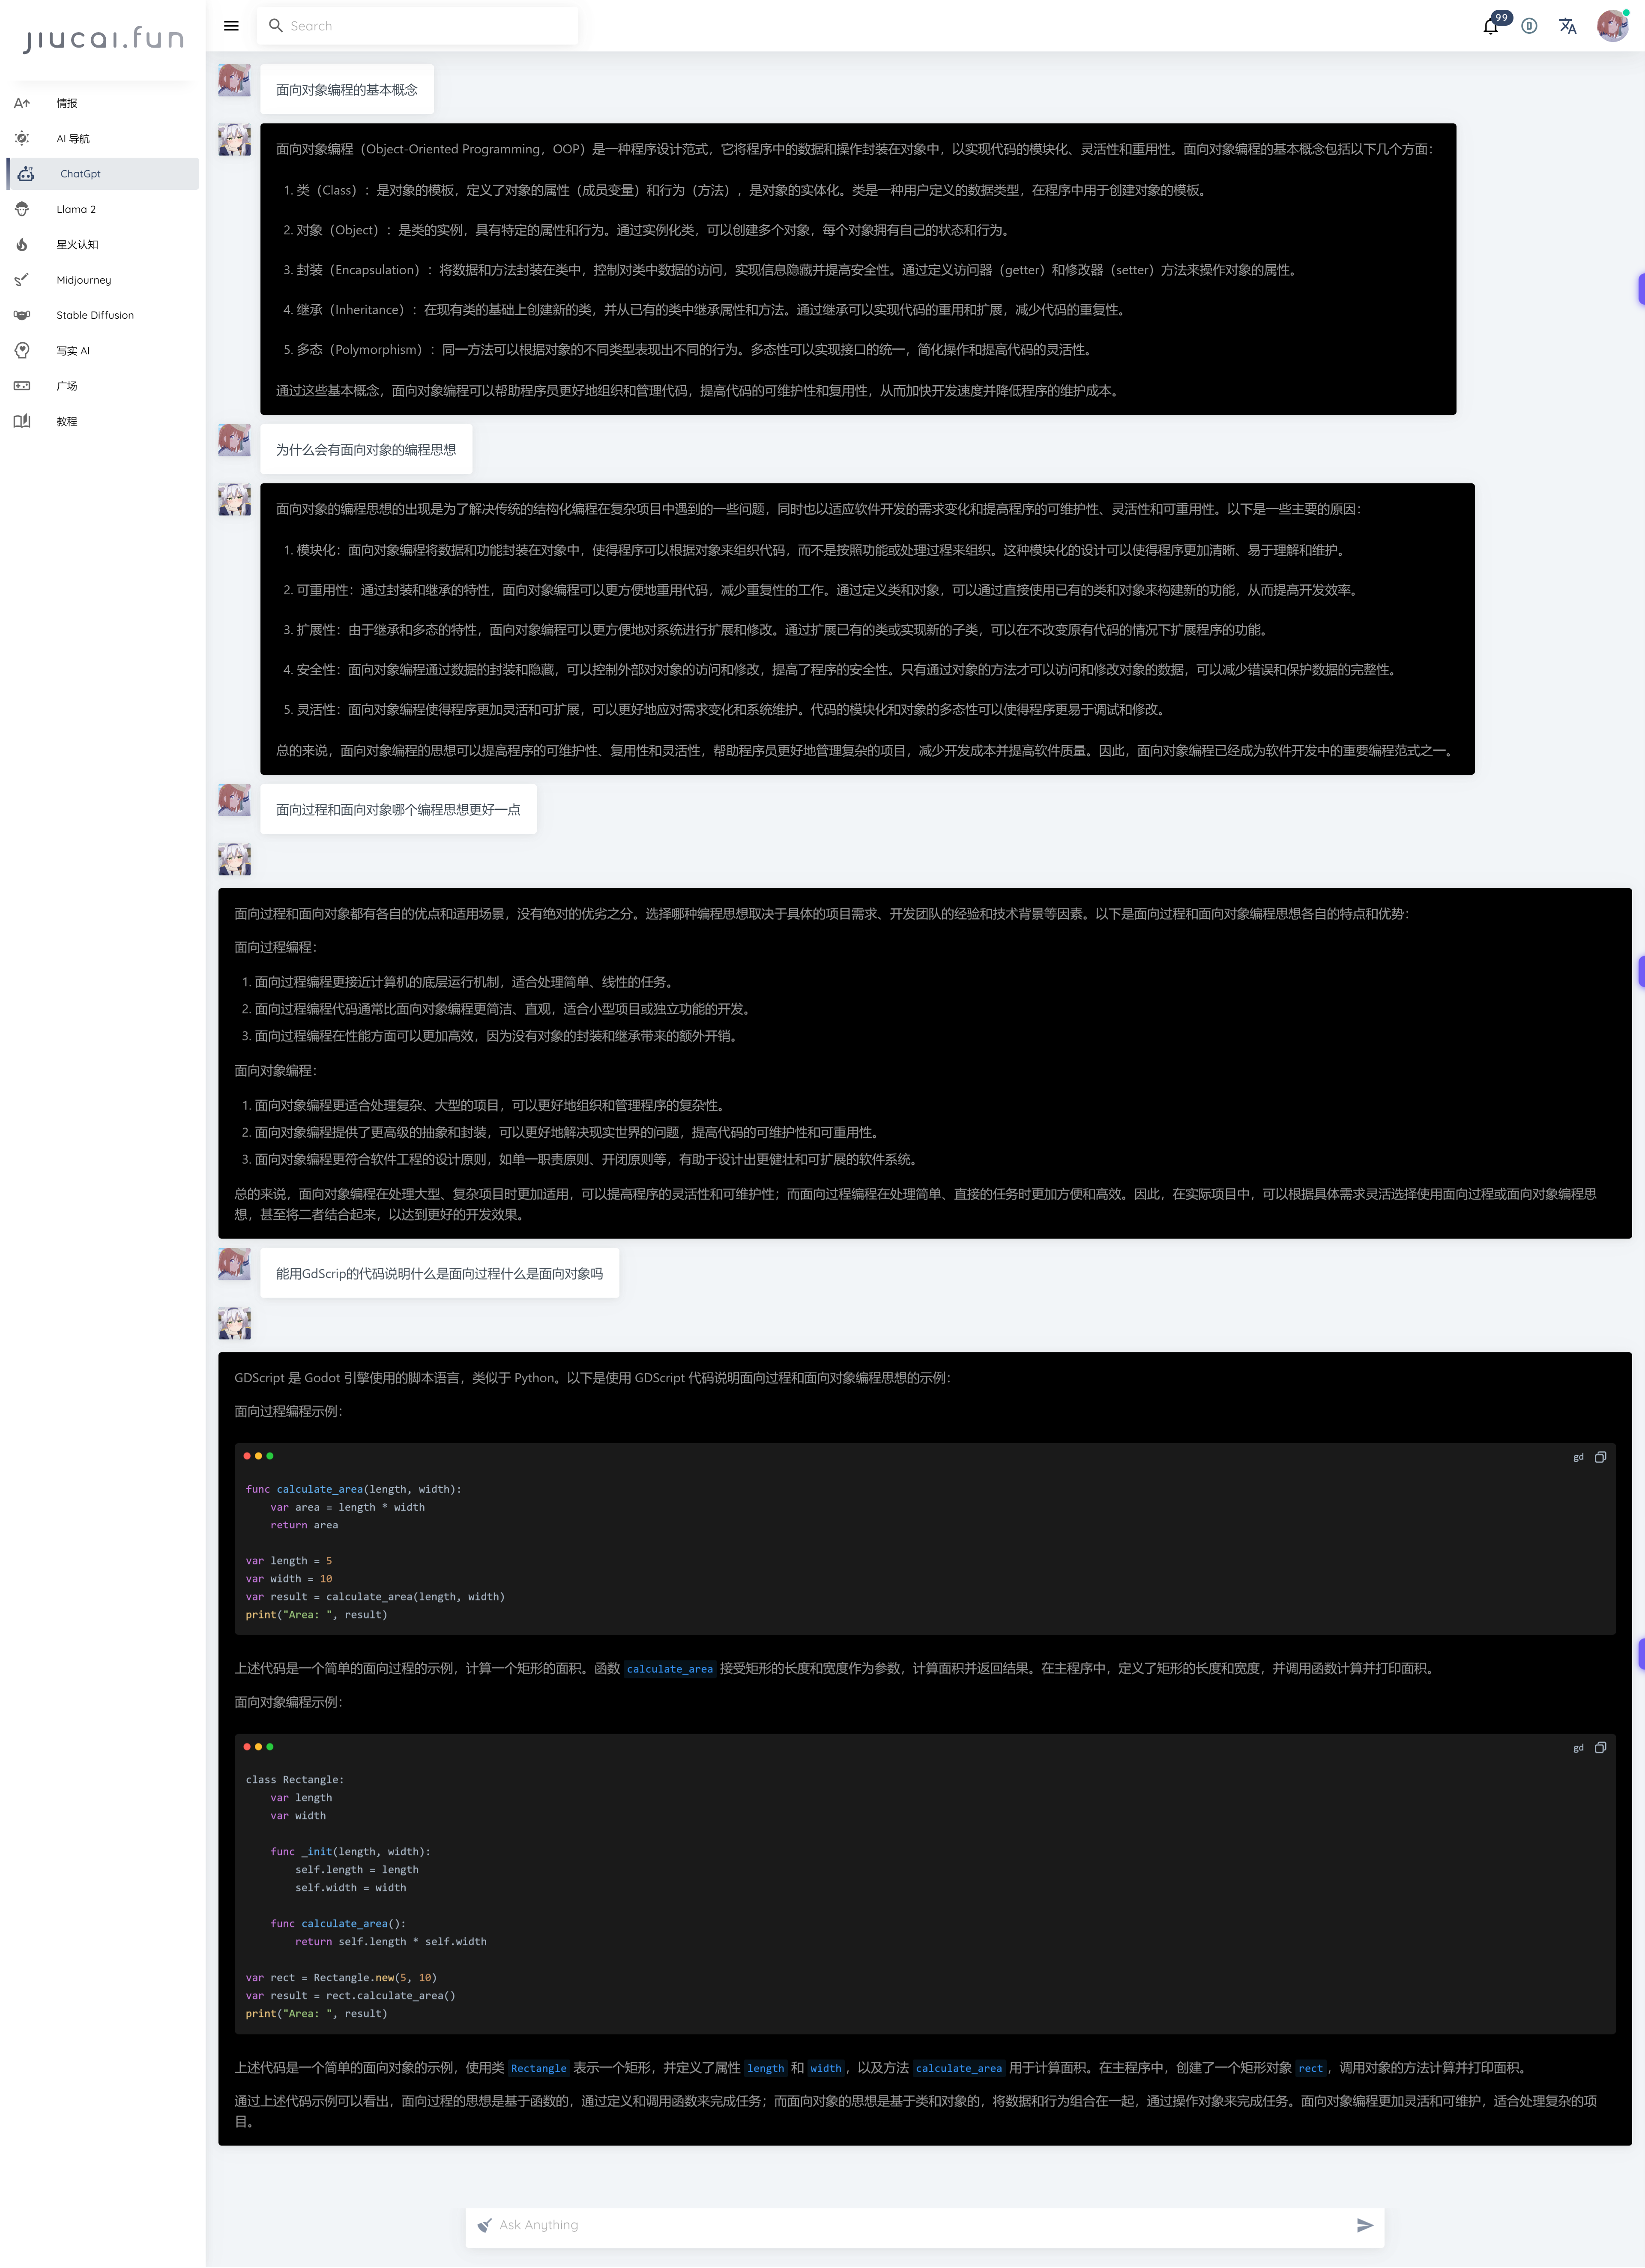 jiucai.fun
Search
99
情报
AI 导航
ChatGpt
Llama 2
星火认知
Midjourney
Stable Diffusion
写实 AI
广场
教程
面向对象编程的基本概念
面向对象编程（Object-Oriented Programming，OOP）是一种程序设计范式，它将程序中的数据和操作封装在对象中，以实现代码的模块化、灵活性和重用性。面向对象编程的基本概念包括以下几个方面：
1. 类（Class）：是对象的模板，定义了对象的属性（成员变量）和行为（方法），是对象的实体化。类是一种用户定义的数据类型，在程序中用于创建对象的模板。
2. 对象（Object）：是类的实例，具有特定的属性和行为。通过实例化类，可以创建多个对象，每个对象拥有自己的状态和行为。
3. 封装（Encapsulation）：将数据和方法封装在类中，控制对类中数据的访问，实现信息隐藏并提高安全性。通过定义访问器（getter）和修改器（setter）方法来操作对象的属性。
4. 继承（Inheritance）：在现有类的基础上创建新的类，并从已有的类中继承属性和方法。通过继承可以实现代码的重用和扩展，减少代码的重复性。
5. 多态（Polymorphism）：同一方法可以根据对象的不同类型表现出不同的行为。多态性可以实现接口的统一，简化操作和提高代码的灵活性。
通过这些基本概念，面向对象编程可以帮助程序员更好地组织和管理代码，提高代码的可维护性和复用性，从而加快开发速度并降低程序的维护成本。
为什么会有面向对象的编程思想
面向对象的编程思想的出现是为了解决传统的结构化编程在复杂项目中遇到的一些问题，同时也以适应软件开发的需求变化和提高程序的可维护性、灵活性和可重用性。以下是一些主要的原因：
1. 模块化：面向对象编程将数据和功能封装在对象中，使得程序可以根据对象来组织代码，而不是按照功能或处理过程来组织。这种模块化的设计可以使得程序更加清晰、易于理解和维护。
2. 可重用性：通过封装和继承的特性，面向对象编程可以更方便地重用代码，减少重复性的工作。通过定义类和对象，可以通过直接使用已有的类和对象来构建新的功能，从而提高开发效率。
3. 扩展性：由于继承和多态的特性，面向对象编程可以更方便地对系统进行扩展和修改。通过扩展已有的类或实现新的子类，可以在不改变原有代码的情况下扩展程序的功能。
4. 安全性：面向对象编程通过数据的封装和隐藏，可以控制外部对对象的访问和修改，提高了程序的安全性。只有通过对象的方法才可以访问和修改对象的数据，可以减少错误和保护数据的完整性。
5. 灵活性：面向对象编程使得程序更加灵活和可扩展，可以更好地应对需求变化和系统维护。代码的模块化和对象的多态性可以使得程序更易于调试和修改。
总的来说，面向对象编程的思想可以提高程序的可维护性、复用性和灵活性，帮助程序员更好地管理复杂的项目，减少开发成本并提高软件质量。因此，面向对象编程已经成为软件开发中的重要编程范式之一。
面向过程和面向对象哪个编程思想更好一点
面向过程和面向对象都有各自的优点和适用场景，没有绝对的优劣之分。选择哪种编程思想取决于具体的项目需求、开发团队的经验和技术背景等因素。以下是面向过程和面向对象编程思想各自的特点和优势：
面向过程编程：
1. 面向过程编程更接近计算机的底层运行机制，适合处理简单、线性的任务。
2. 面向过程编程代码通常比面向对象编程更简洁、直观，适合小型项目或独立功能的开发。
3. 面向过程编程在性能方面可以更加高效，因为没有对象的封装和继承带来的额外开销。
面向对象编程：
1. 面向对象编程更适合处理复杂、大型的项目，可以更好地组织和管理程序的复杂性。
2. 面向对象编程提供了更高级的抽象和封装，可以更好地解决现实世界的问题，提高代码的可维护性和可重用性。
3. 面向对象编程更符合软件工程的设计原则，如单一职责原则、开闭原则等，有助于设计出更健壮和可扩展的软件系统。
总的来说，面向对象编程在处理大型、复杂项目时更加适用，可以提高程序的灵活性和可维护性；而面向过程编程在处理简单、直接的任务时更加方便和高效。因此，在实际项目中，可以根据具体需求灵活选择使用面向过程或面向对象编程思
想，甚至将二者结合起来，以达到更好的开发效果。
能用GdScrip的代码说明什么是面向过程什么是面向对象吗
GDScript 是 Godot 引擎使用的脚本语言，类似于 Python。以下是使用 GDScript 代码说明面向过程和面向对象编程思想的示例：
面向过程编程示例：
gd
func calculate_area(length, width):
    var area = length * width
    return area
var length = 5
var width = 10
var result = calculate_area(length, width)
print("Area: ", result)
上述代码是一个简单的面向过程的示例，计算一个矩形的面积。函数 calculate_area 接受矩形的长度和宽度作为参数，计算面积并返回结果。在主程序中，定义了矩形的长度和宽度，并调用函数计算并打印面积。
面向对象编程示例：
gd
class Rectangle:
    var length
    var width
    func _init(length, width):
        self.length = length
        self.width = width
    func calculate_area():
        return self.length * self.width
var rect = Rectangle.new(5, 10)
var result = rect.calculate_area()
print("Area: ", result)
上述代码是一个简单的面向对象的示例，使用类 Rectangle 表示一个矩形，并定义了属性 length 和 width，以及方法 calculate_area 用于计算面积。在主程序中，创建了一个矩形对象 rect，调用对象的方法计算并打印面积。
通过上述代码示例可以看出，面向过程的思想是基于函数的，通过定义和调用函数来完成任务；而面向对象的思想是基于类和对象的，将数据和行为组合在一起，通过操作对象来完成任务。面向对象编程更加灵活和可维护，适合处理复杂的项
目。
Ask Anything